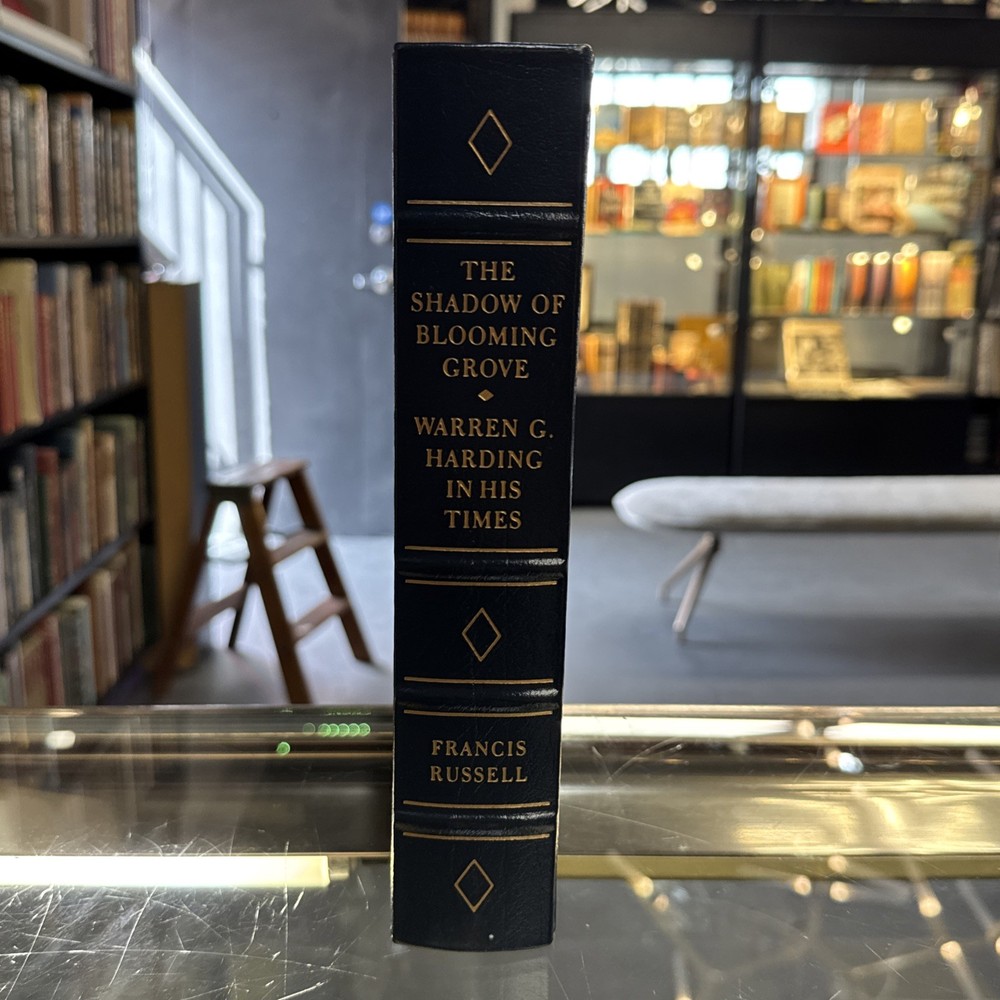 THE
SHADOW OF
BLOOMING
GROVE
WARREN G.
HARDING
IN HIS
TIMES
FRANCIS
RUSSELL